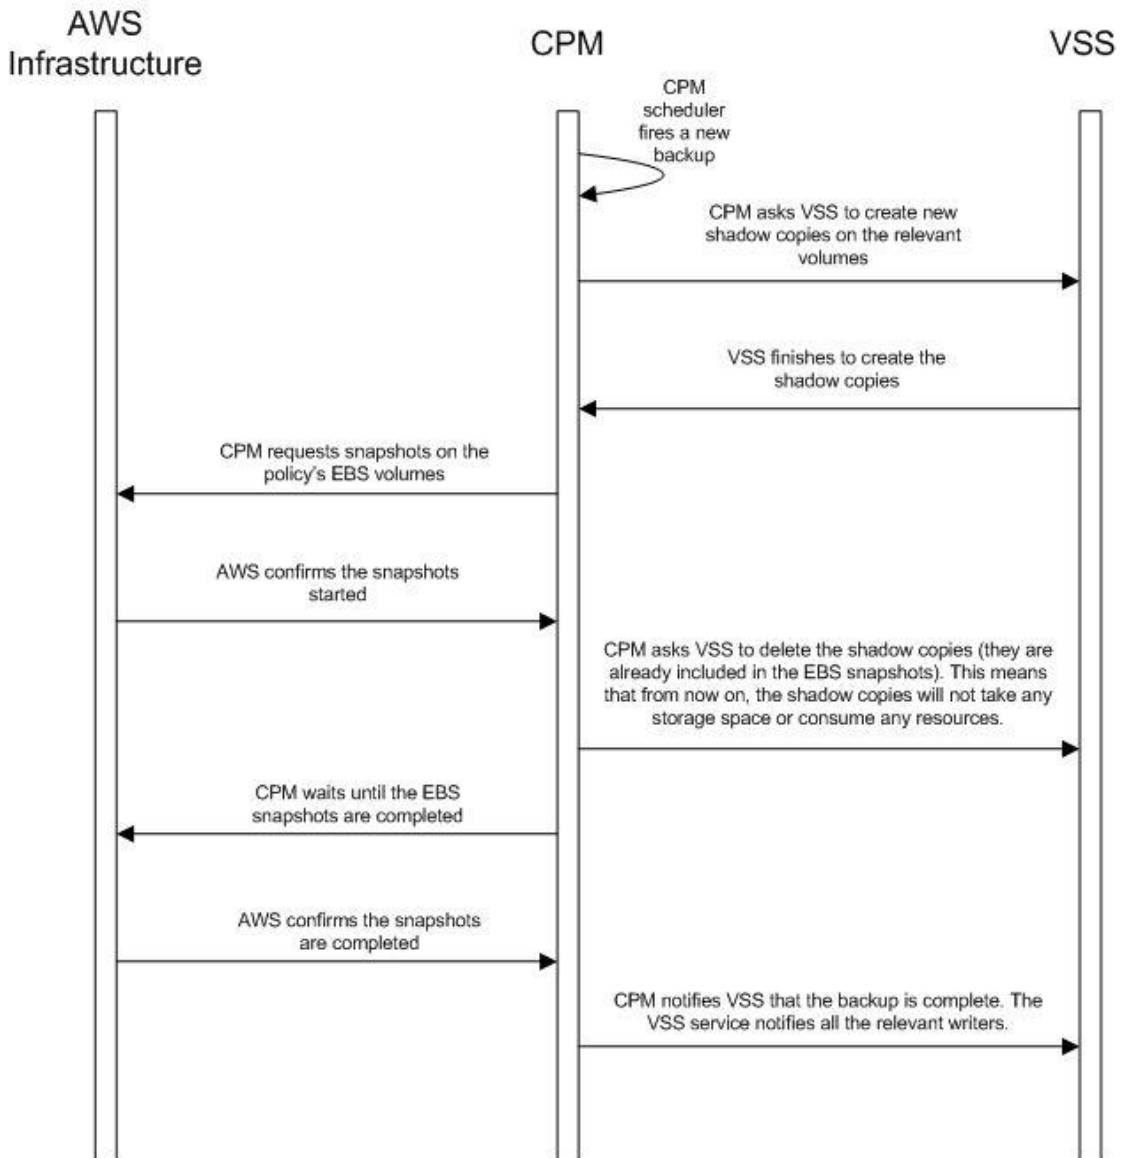 AWS
Infrastructure
CPM
VSS
CPM
scheduler
fires a new
backup
CPM asks VSS to create new
shadow copies on the relevant
volumes
VSS finishes to create the
shadow copies
CPM requests snapshots on the
policy's EBS volumes
AWS confirms the snapshots
started
CPM asks VSS to delete the shadow copies (they are
already included in the EBS snapshots). This means
that from now on, the shadow copies will not take any
storage space or consume any resources.
CPM waits until the EBS
snapshots are completed
AWS confirms the snapshots
are completed
CPM notifies VSS that the backup is complete. The
VSS service notifies all the relevant writers.